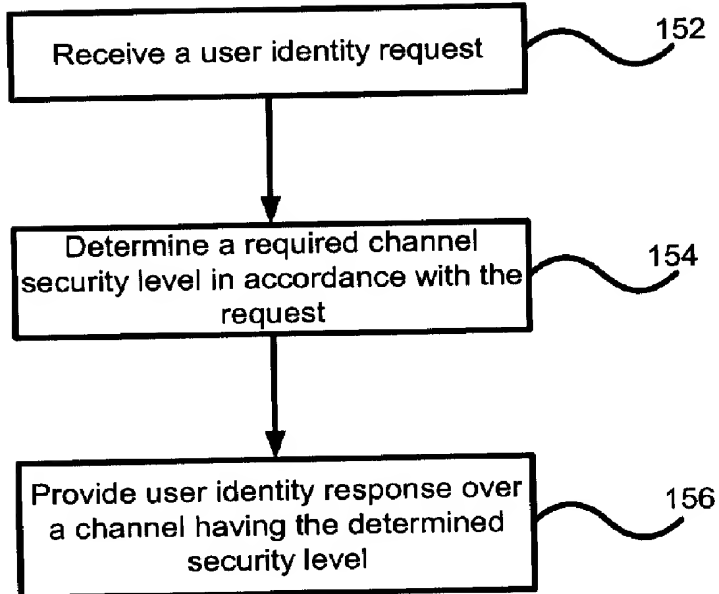 Receive a user identity request
152
Determine a required channel
security level in accordance with the
request
154
Provide user identity response over
a channel having the determined
security level
156